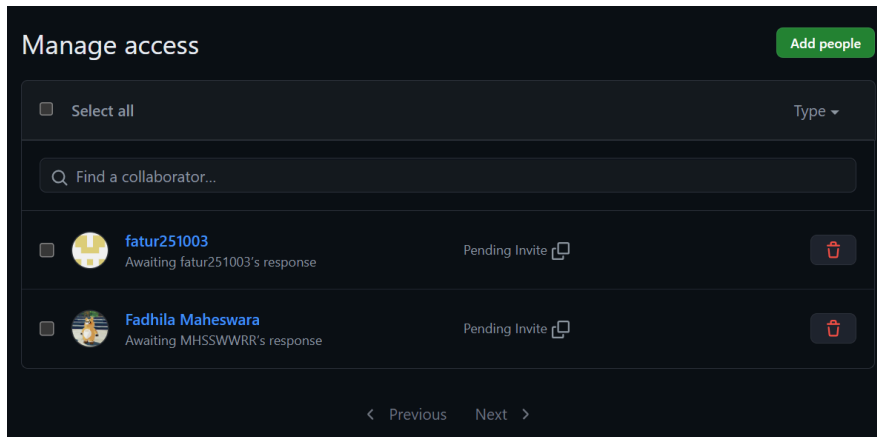 Manage access
Add people
Select all
Type
Find a collaborator...
fatur251003
Awaiting fatur251003's response
Pending Invite
Fadhila Maheswara
Awaiting MHSSWWRR's response
Pending Invite
Previous
Next